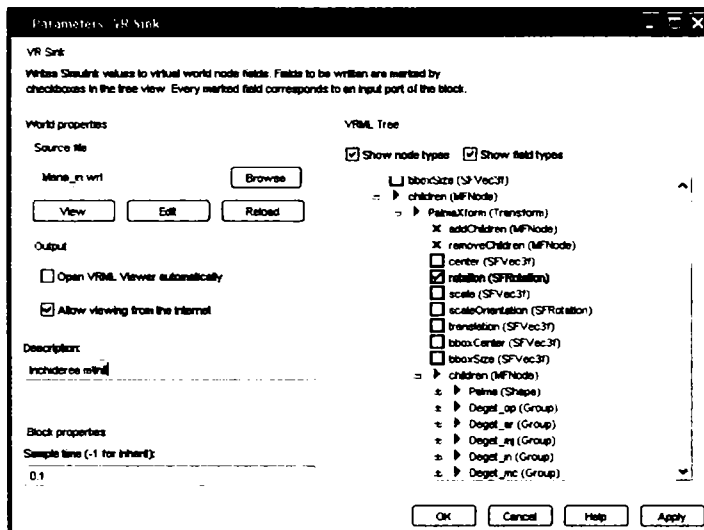 Parameters: VR Sink
VR Sink
Writes Simulink values to virtual world node fields. Fields to be written are marked by
checkboxes in the tree view. Every marked field corresponds to an input port of the block.
World properties
Source file
Mana_in wrl
Browse
View
Edit
Reload
Output
Open VRML Viewer automatically
Allow viewing from the Internet
Description:
Inchiderea mîinii
Block properties
Sample time (-1 for inherit):
0.1
VRML Tree
Show node types
Show field types
bboxSize (SFVec3f)
children (MFNode)
PalmaXform (Transform)
addChildren (MFNode)
removeChildren (MFNode)
center (SFVec3f)
rotation (SFRotation)
scale (SFVec3f)
scaleOrientation (SFRotation)
translation (SFVec3f)
bboxCenter (SFVec3f)
bboxSize (SFVec3f)
children (MFNode)
Palma (Shape)
Deget_op (Group)
Deget_ar (Group)
Deget_mj (Group)
Deget_in (Group)
Deget_mc (Group)
OK
Cancel
Help
Apply